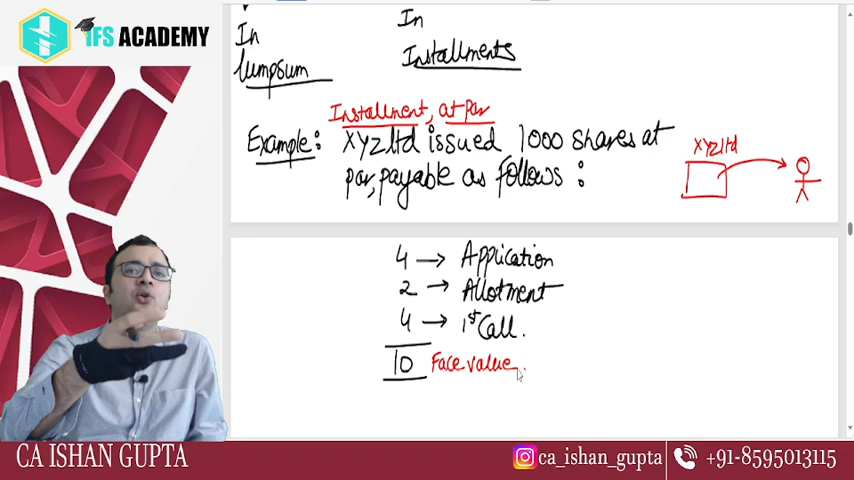 IFS ACADEMY
In
lumpsum
In
Installments
Installment, at par
Example: XYZ ltd issued 1000 shares at
par, payable as follows:
XYZ ltd
4 → Application
2 → Allotment
4 → 1st Call.
10 Face value
CA ISHAN GUPTA
ca_ishan_gupta
+91-8595013115